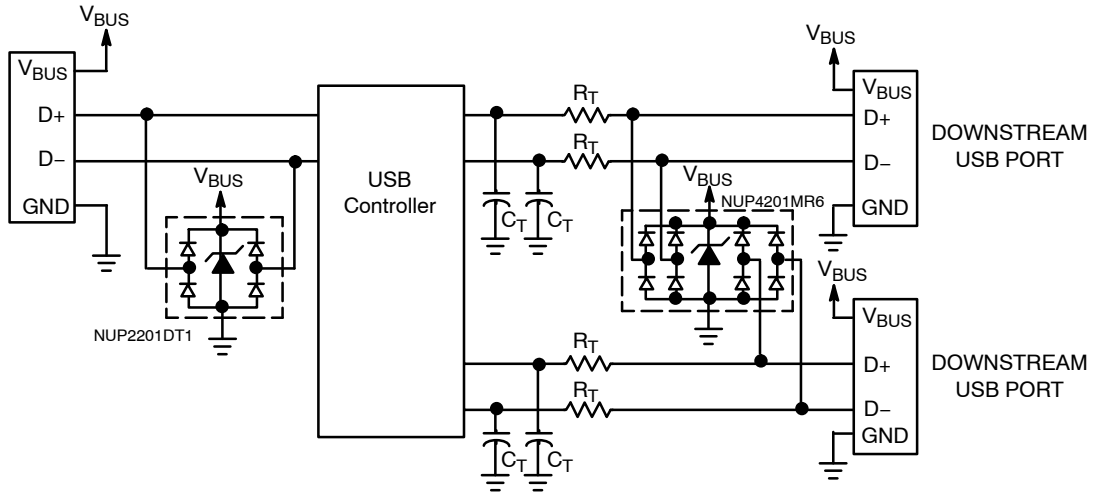 VBUS
VBUS
D+
D−
GND
VBUS
NUP2201DT1
USB
Controller
RT
RT
CT
CT
VBUS
NUP4201MR6
VBUS
VBUS
D+
D−
GND
DOWNSTREAM
USB PORT
RT
RT
CT
CT
VBUS
VBUS
D+
D−
GND
DOWNSTREAM
USB PORT